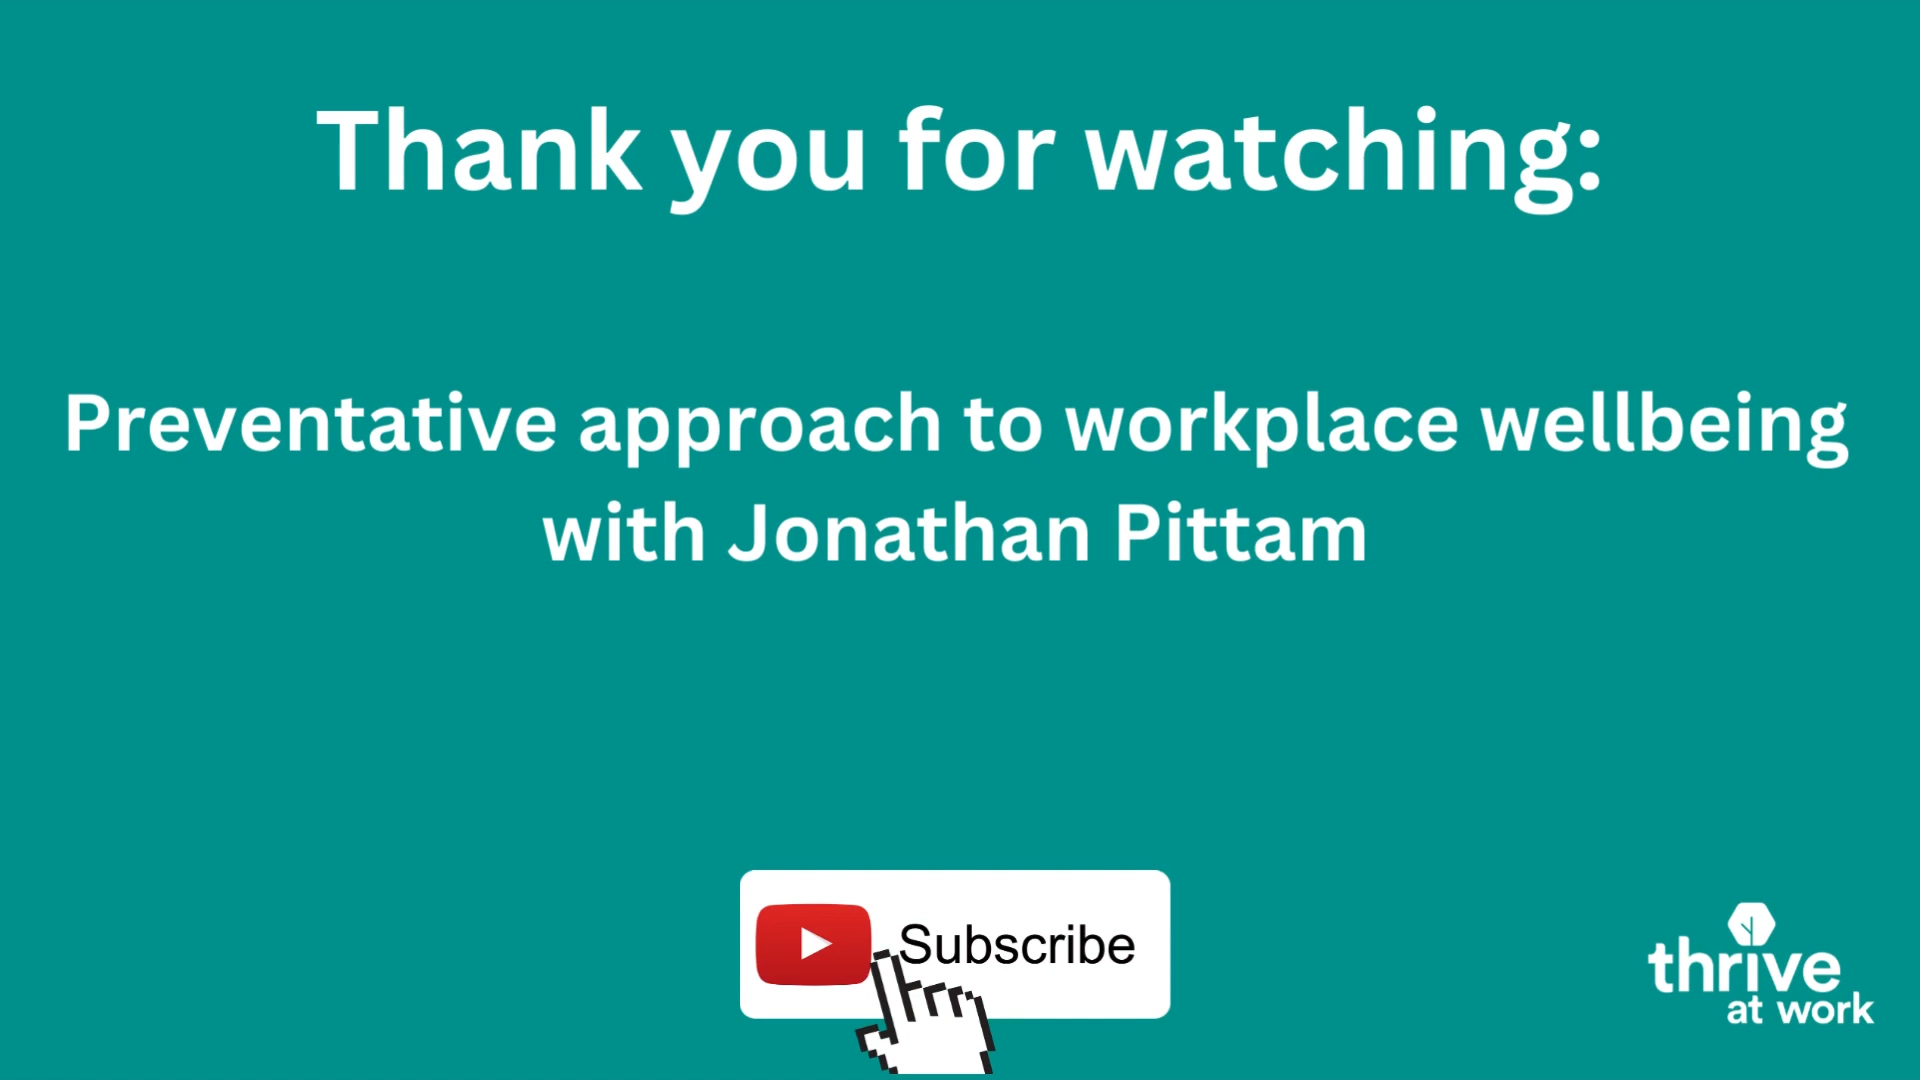 Thank you for watching:
Preventative approach to workplace wellbeing
with Jonathan Pittam
Subscribe
thrive
at work